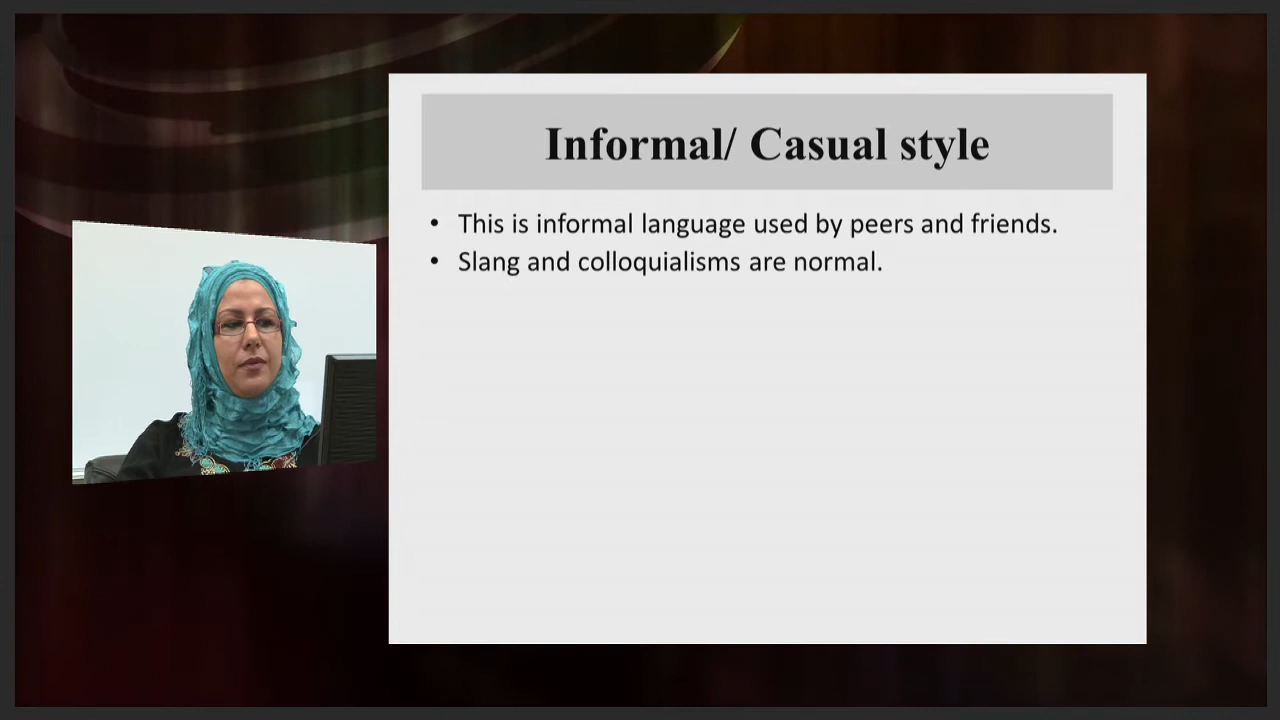 Informal/ Casual style
• This is informal language used by peers and friends.
• Slang and colloquialisms are normal.